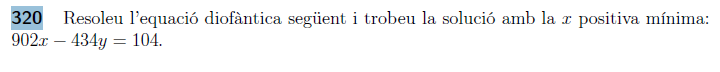 320 Resoleu l'equació diofàntica següent i trobeu la solució amb la x positiva mínima:
902x − 434y = 104.